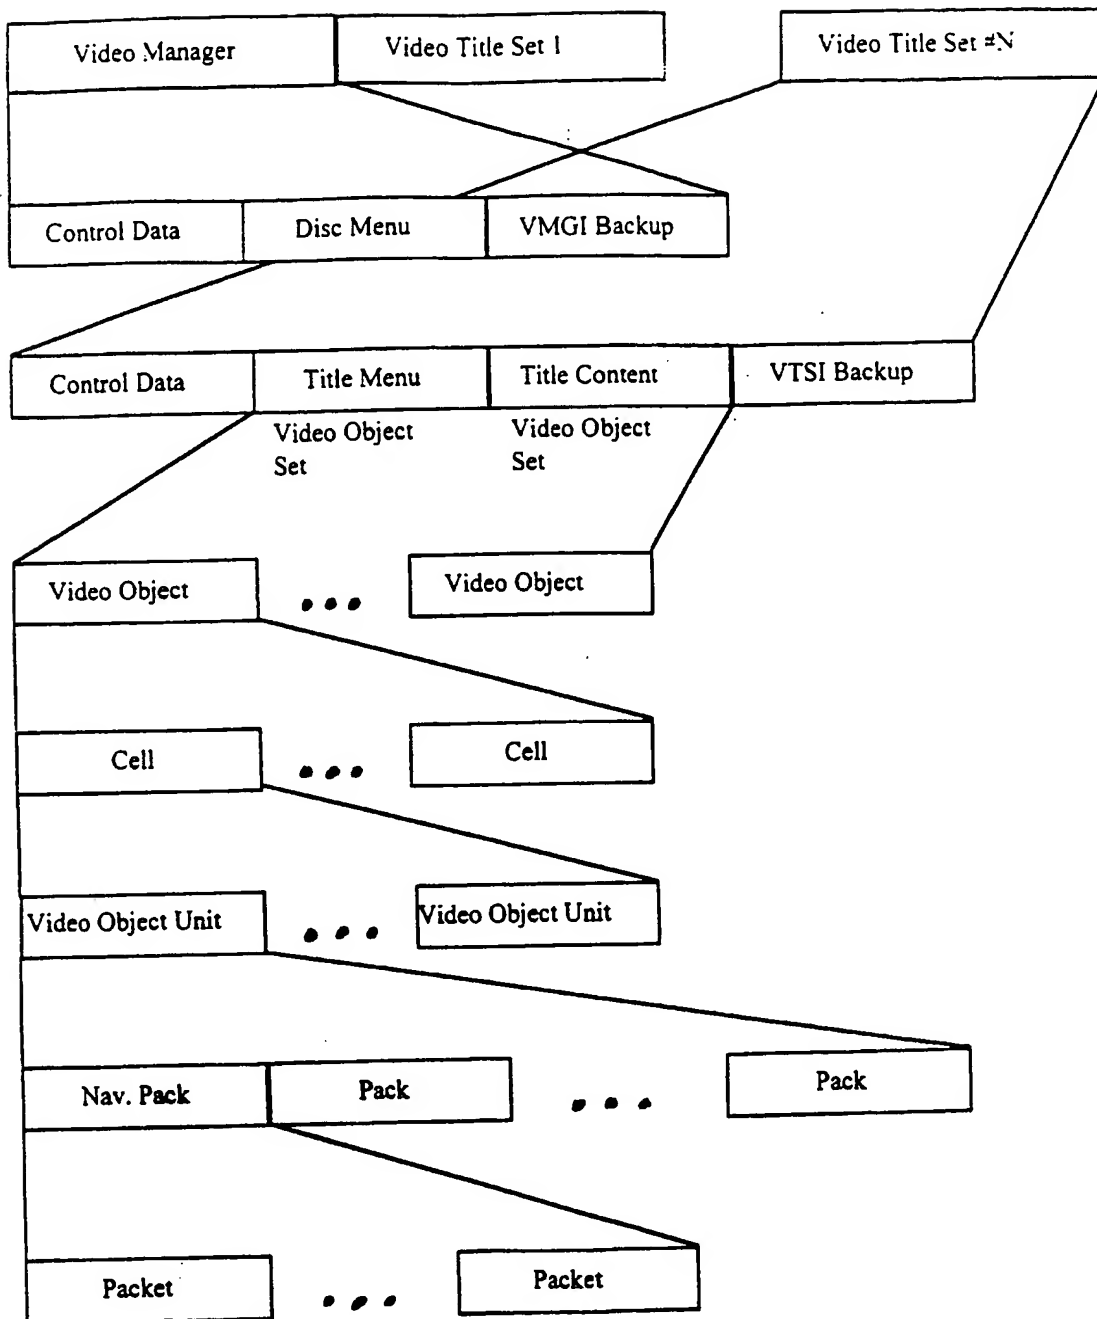 Video Manager
Video Title Set 1
Video Title Set #N
Control Data
Disc Menu
VMGI Backup
Control Data
Title Menu
Title Content
VTSI Backup
Video Object
Set
Video Object
Set
Video Object
Video Object
Cell
Cell
Video Object Unit
Video Object Unit
Nav. Pack
Pack
Pack
Packet
Packet